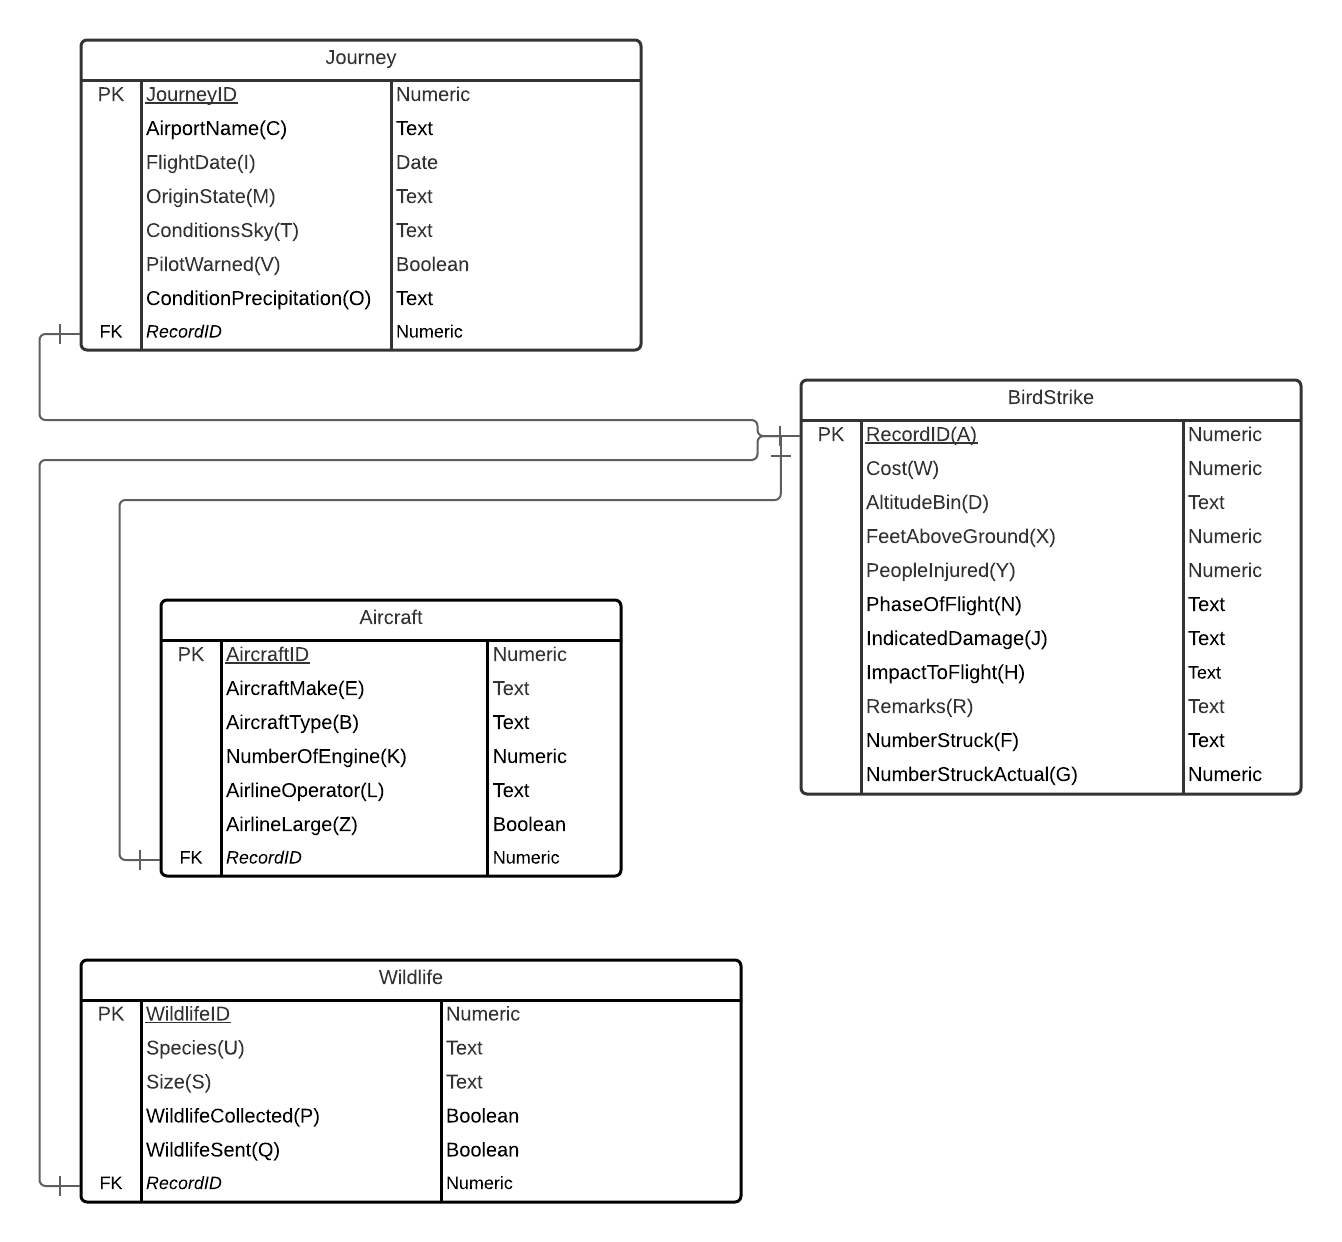 Journey
PK JourneyID Numeric
AirportName(C) Text
FlightDate(I) Date
OriginState(M) Text
ConditionsSky(T) Text
PilotWarned(V) Boolean
ConditionPrecipitation(O) Text
FK RecordID Numeric
BirdStrike
PK RecordID(A) Numeric
Cost(W) Numeric
AltitudeBin(D) Text
FeetAboveGround(X) Numeric
PeopleInjured(Y) Numeric
PhaseOfFlight(N) Text
IndicatedDamage(J) Text
ImpactToFlight(H) Text
Remarks(R) Text
NumberStruck(F) Text
NumberStruckActual(G) Numeric
Aircraft
PK AircraftID Numeric
AircraftMake(E) Text
AircraftType(B) Text
NumberOfEngine(K) Numeric
AirlineOperator(L) Text
AirlineLarge(Z) Boolean
FK RecordID Numeric
Wildlife
PK WildlifeID Numeric
Species(U) Text
Size(S) Text
WildlifeCollected(P) Boolean
WildlifeSent(Q) Boolean
FK RecordID Numeric